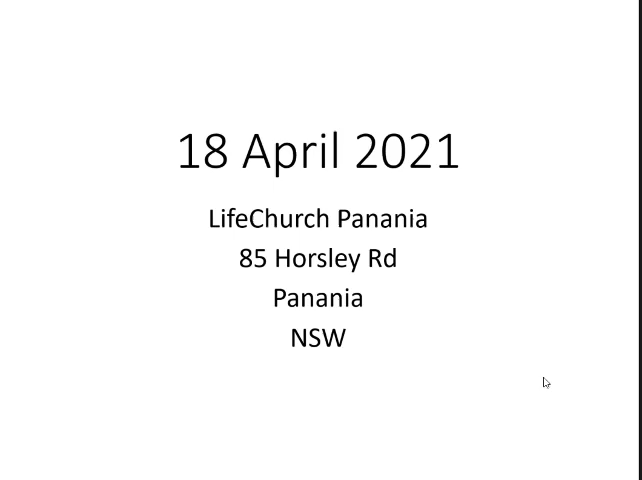 18 April 2021
LifeChurch Panania
85 Horsley Rd
Panania
NSW